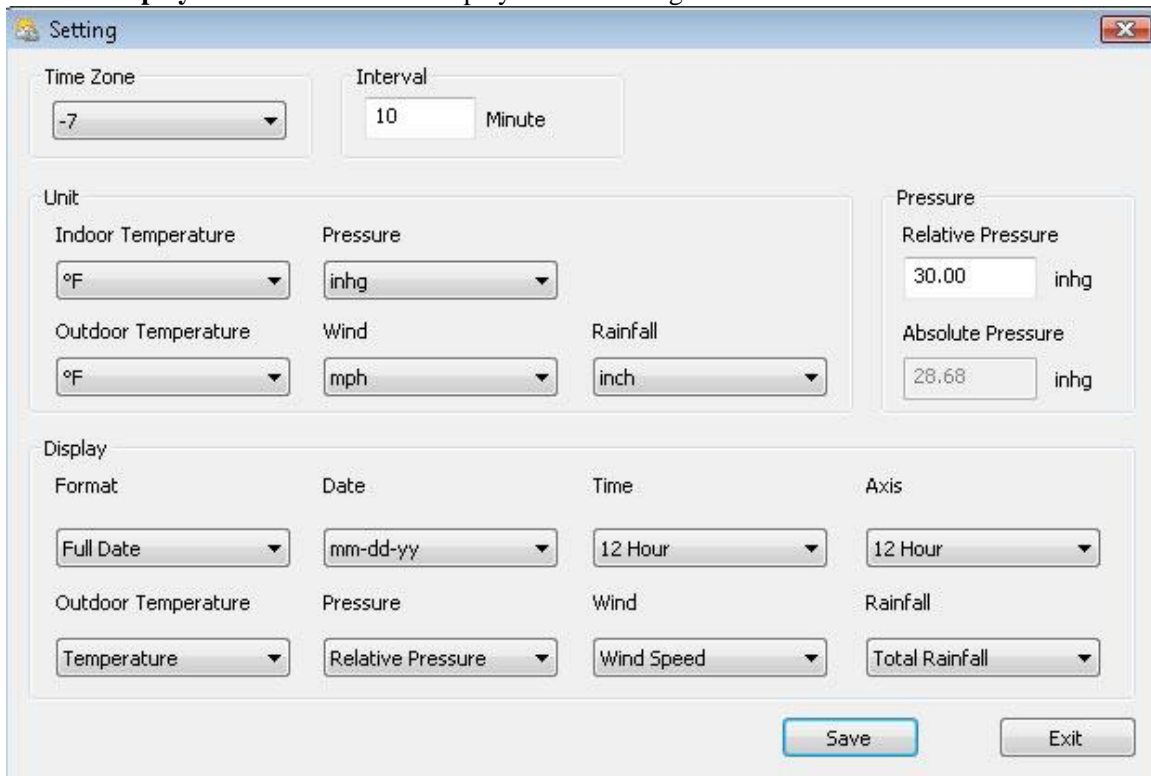 Setting
Time Zone Interval
-7 10 Minute
Unit Pressure
Indoor Temperature Pressure Relative Pressure
°F inhg 30.00 inhg
Outdoor Temperature Wind Rainfall Absolute Pressure
°F mph inch 28.68 inhg
Display
Format Date Time Axis
Full Date mm-dd-yy 12 Hour 12 Hour
Outdoor Temperature Pressure Wind Rainfall
Temperature Relative Pressure Wind Speed Total Rainfall
Save Exit